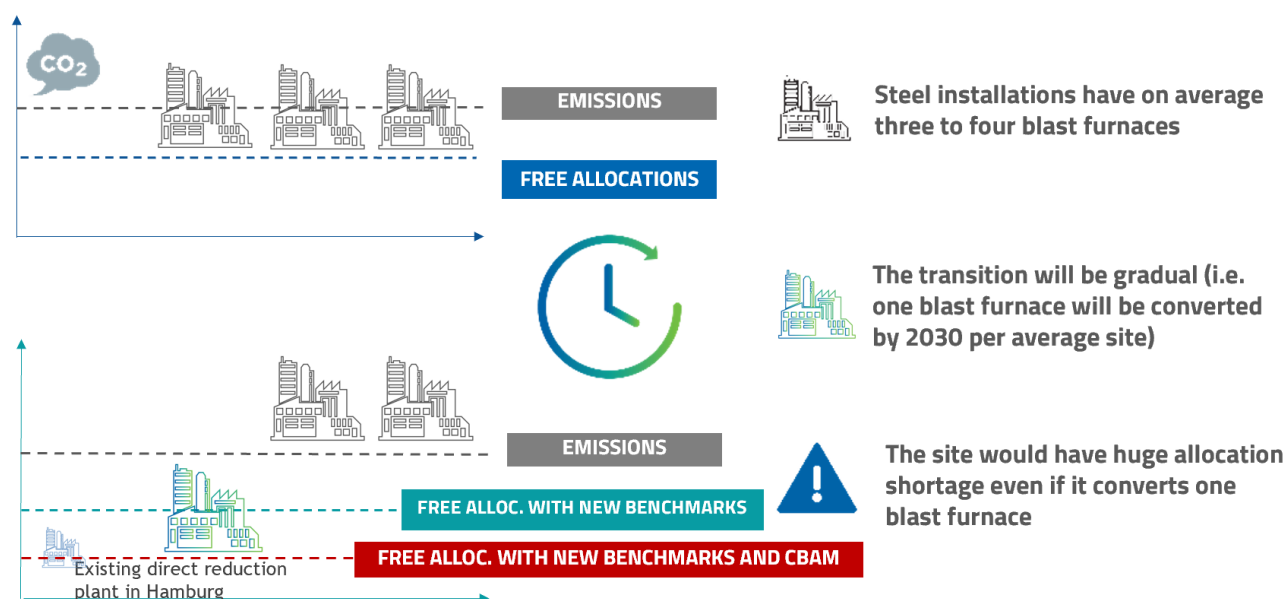 CO2
EMISSIONS
FREE ALLOCATIONS
Steel installations have on average
three to four blast furnaces
The transition will be gradual (i.e.
one blast furnace will be converted
by 2030 per average site)
EMISSIONS
FREE ALLOC. WITH NEW BENCHMARKS
FREE ALLOC. WITH NEW BENCHMARKS AND CBAM
The site would have huge allocation
shortage even if it converts one
blast furnace
Existing direct reduction
plant in Hamburg